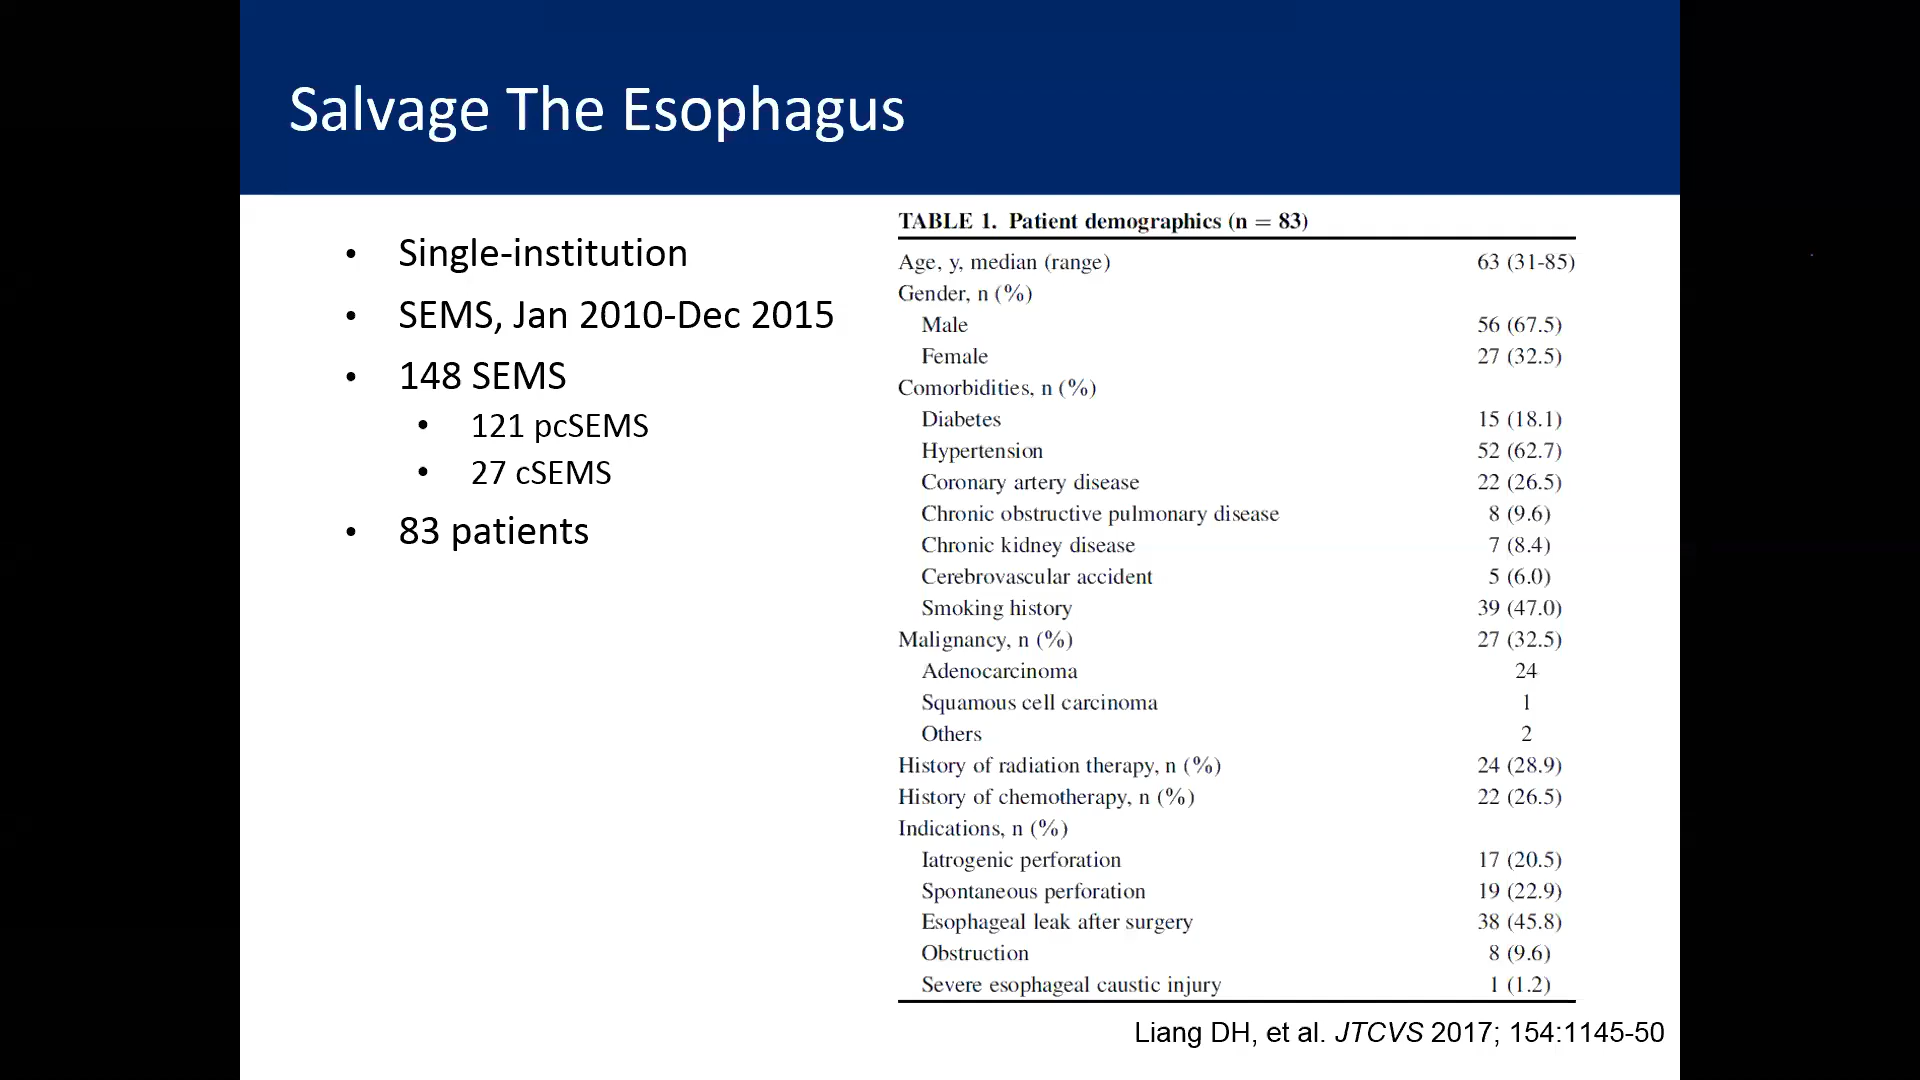 Salvage The Esophagus
• Single-institution
• SEMS, Jan 2010-Dec 2015
• 148 SEMS
• 121 pcSEMS
• 27 cSEMS
• 83 patients
TABLE 1. Patient demographics (n = 83)
Age, y, median (range) 63 (31-85)
Gender, n (%)
Male 56 (67.5)
Female 27 (32.5)
Comorbidities, n (%)
Diabetes 15 (18.1)
Hypertension 52 (62.7)
Coronary artery disease 22 (26.5)
Chronic obstructive pulmonary disease 8 (9.6)
Chronic kidney disease 7 (8.4)
Cerebrovascular accident 5 (6.0)
Smoking history 39 (47.0)
Malignancy, n (%) 27 (32.5)
Adenocarcinoma 24
Squamous cell carcinoma 1
Others 2
History of radiation therapy, n (%) 24 (28.9)
History of chemotherapy, n (%) 22 (26.5)
Indications, n (%)
Iatrogenic perforation 17 (20.5)
Spontaneous perforation 19 (22.9)
Esophageal leak after surgery 38 (45.8)
Obstruction 8 (9.6)
Severe esophageal caustic injury 1 (1.2)
Liang DH, et al. JTCVS 2017; 154:1145-50